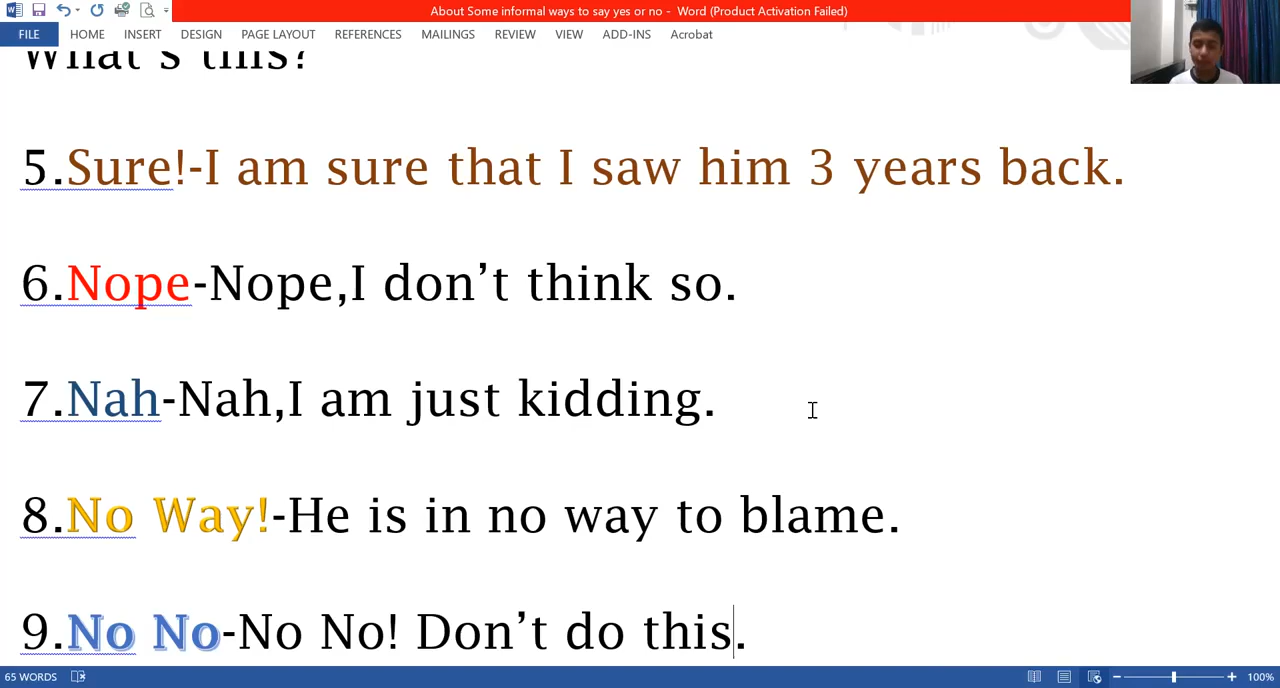 About Some informal ways to say yes or no - Word (Product Activation Failed)
FILE HOME INSERT DESIGN PAGE LAYOUT REFERENCES MAILINGS REVIEW VIEW ADD-INS Acrobat
What's this?
5.Sure!-I am sure that I saw him 3 years back.
6.Nope-Nope,I don't think so.
7.Nah-Nah,I am just kidding.
8.No Way!-He is in no way to blame.
9.No No-No No! Don't do this.
65 WORDS
100%